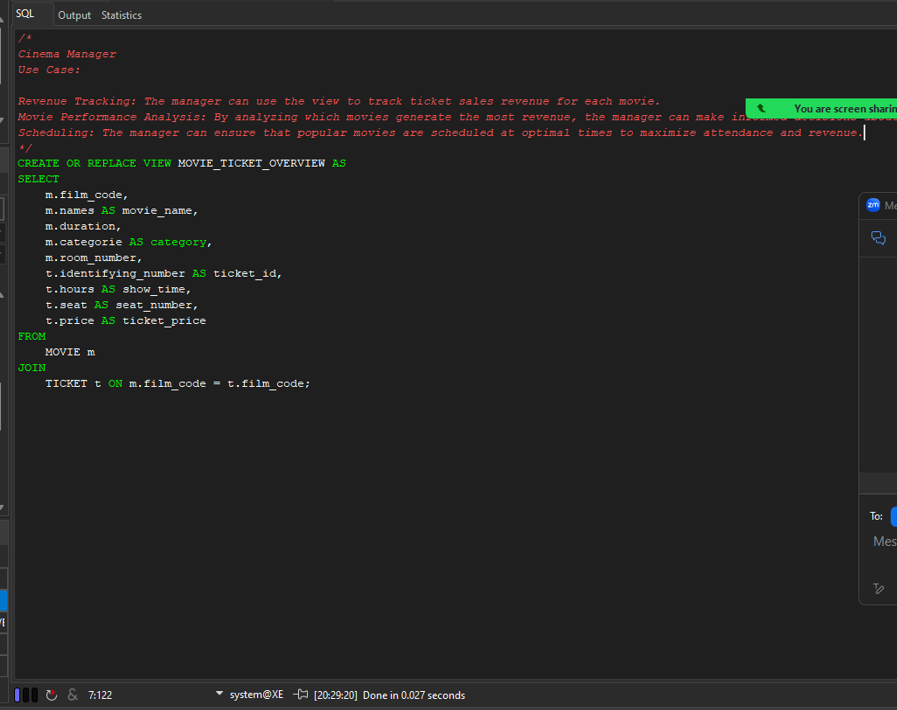 SQL Output Statistics
/*
Cinema Manager
Use Case:
Revenue Tracking: The manager can use the view to track ticket sales revenue for each movie.
You are screen sharin
Movie Performance Analysis: By analyzing which movies generate the most revenue, the manager can make
Scheduling: The manager can ensure that popular movies are scheduled at optimal times to maximize attendance and revenue.
*/
CREATE OR REPLACE VIEW MOVIE_TICKET_OVERVIEW AS
SELECT
m.film_code,
m.names AS movie_name,
m.duration,
m.categorie AS category,
m.room_number,
t.identifying_number AS ticket_id,
t.hours AS show_time,
t.seat AS seat_number,
t.price AS ticket_price
FROM
MOVIE m
JOIN
TICKET t ON m.film_code = t.film_code;
zm Me
To:
Mes
& 7:122 system@XE [20:29:20] Done in 0.027 seconds